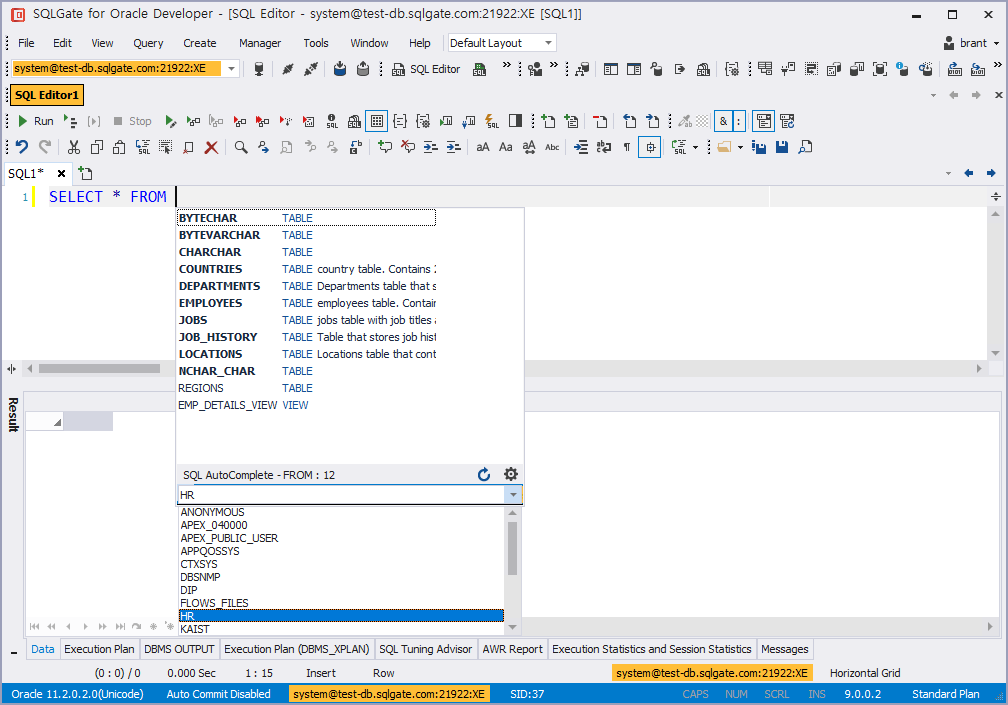 SQLGate for Oracle Developer - [SQL Editor - system@test-db.sqlgate.com:21922:XE [SQL1]]
File Edit View Query Create Manager Tools Window Help Default Layout brant
system@test-db.sqlgate.com:21922:XE SQL Editor
SQL Editor1
Run Stop
SQL1*
1 SELECT * FROM
BYTECHAR TABLE
BYTEVARCHAR TABLE
CHARCHAR TABLE
COUNTRIES TABLE country table. Contains 2
DEPARTMENTS TABLE Departments table that s
EMPLOYEES TABLE employees table. Contain
JOBS TABLE jobs table with job titles a
JOB_HISTORY TABLE Table that stores job hist
LOCATIONS TABLE Locations table that cont
NCHAR_CHAR TABLE
REGIONS TABLE
EMP_DETAILS_VIEW VIEW
Result
SQL AutoComplete - FROM : 12
HR
ANONYMOUS
APEX_040000
APEX_PUBLIC_USER
APPQOSSYS
CTXSYS
DBSNMP
DIP
FLOWS_FILES
HR
KAIST
Data Execution Plan DBMS OUTPUT Execution Plan (DBMS_XPLAN) SQL Tuning Advisor AWR Report Execution Statistics and Session Statistics Messages
(0 : 0) / 0 0.000 Sec 1 : 15 Insert Row system@test-db.sqlgate.com:21922:XE Horizontal Grid
Oracle 11.2.0.2.0(Unicode) Auto Commit Disabled system@test-db.sqlgate.com:21922:XE SID:37 CAPS NUM SCRL INS 9.0.0.2 Standard Plan